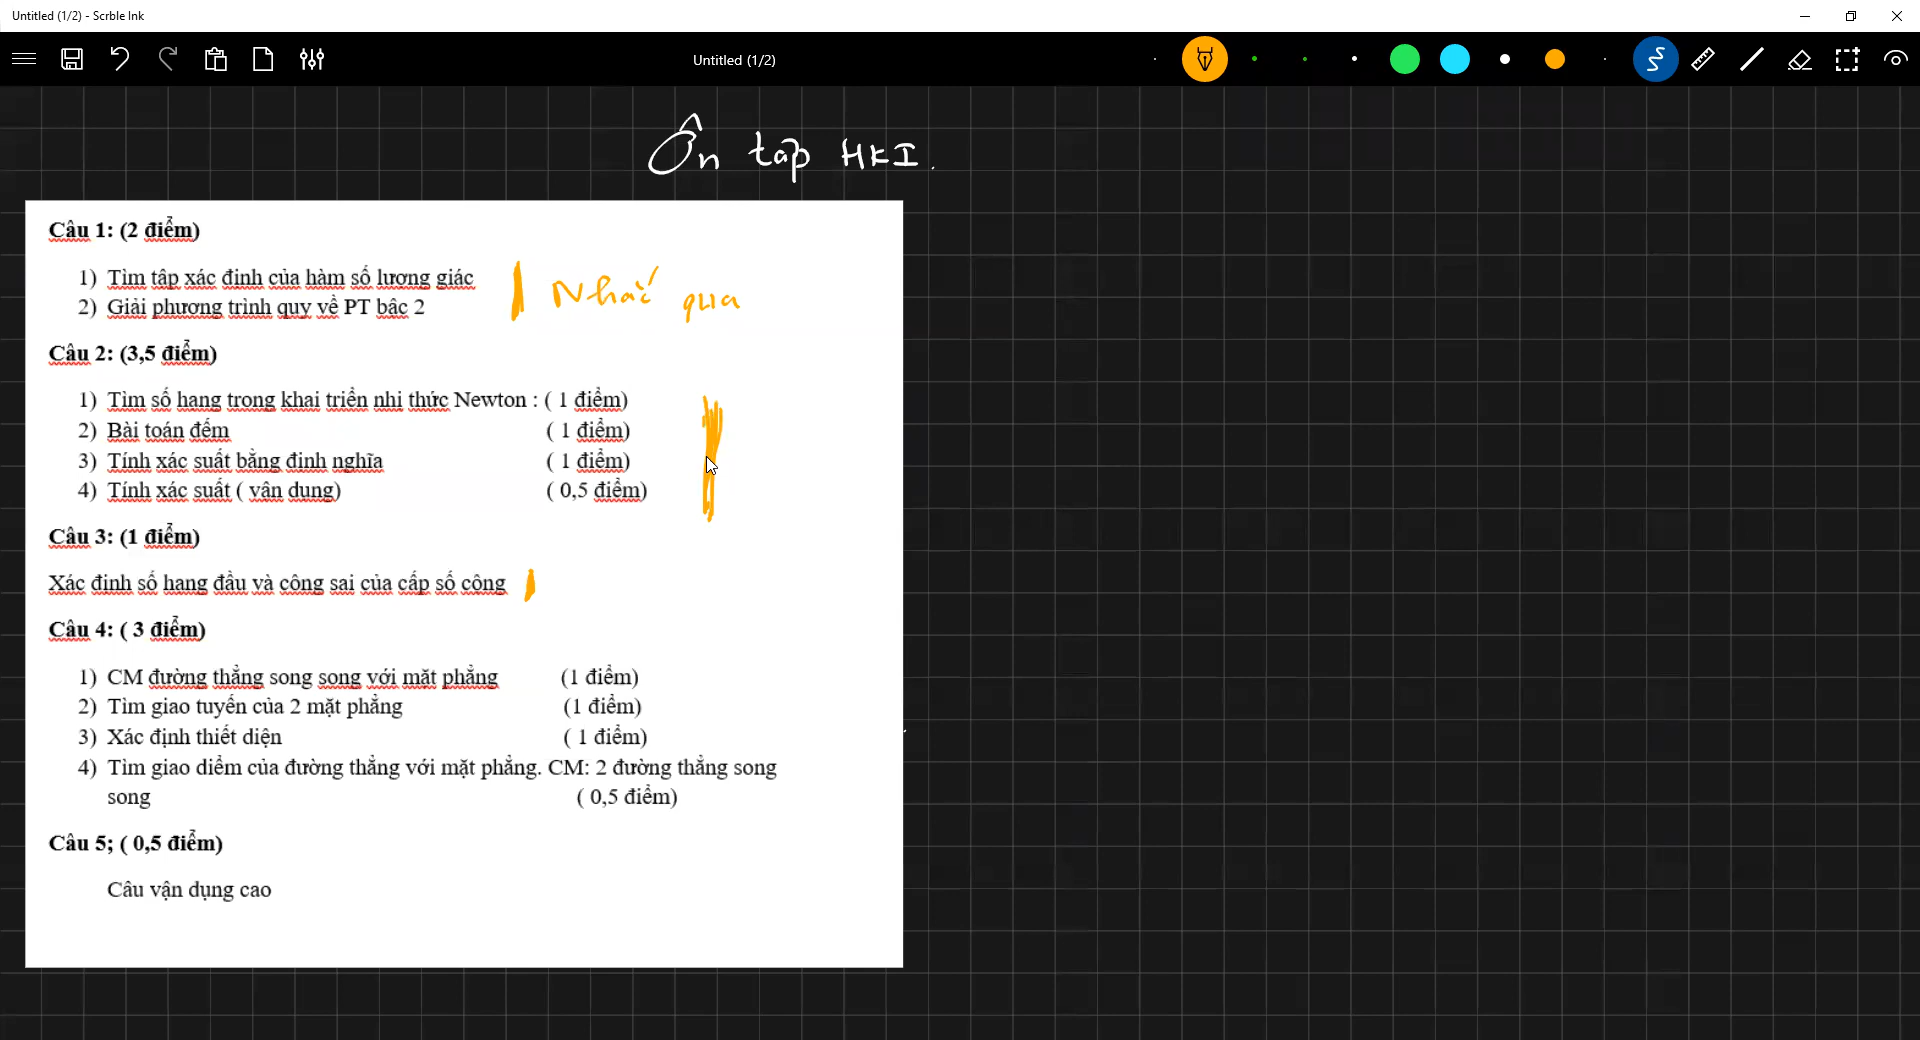 Untitled (1/2) - Scrble Ink
Untitled (1/2)
Ôn tập HKI.
Câu 1: (2 điểm)
1) Tìm tập xác định của hàm số lượng giác
2) Giải phương trình quy về PT bậc 2
Nhắc qua
Câu 2: (3,5 điểm)
1) Tìm số hạng trong khai triển nhị thức Newton : ( 1 điểm)
2) Bài toán đếm ( 1 điểm)
3) Tính xác suất bằng định nghĩa ( 1 điểm)
4) Tính xác suất ( vận dụng) ( 0,5 điểm)
Câu 3: (1 điểm)
Xác định số hạng đầu và công sai của cấp số cộng
Câu 4: ( 3 điểm)
1) CM đường thẳng song song với mặt phẳng (1 điểm)
2) Tìm giao tuyến của 2 mặt phẳng (1 điểm)
3) Xác định thiết diện ( 1 điểm)
4) Tìm giao diểm của đường thẳng với mặt phẳng. CM: 2 đường thẳng song
song ( 0,5 điểm)
Câu 5; ( 0,5 điểm)
Câu vận dụng cao